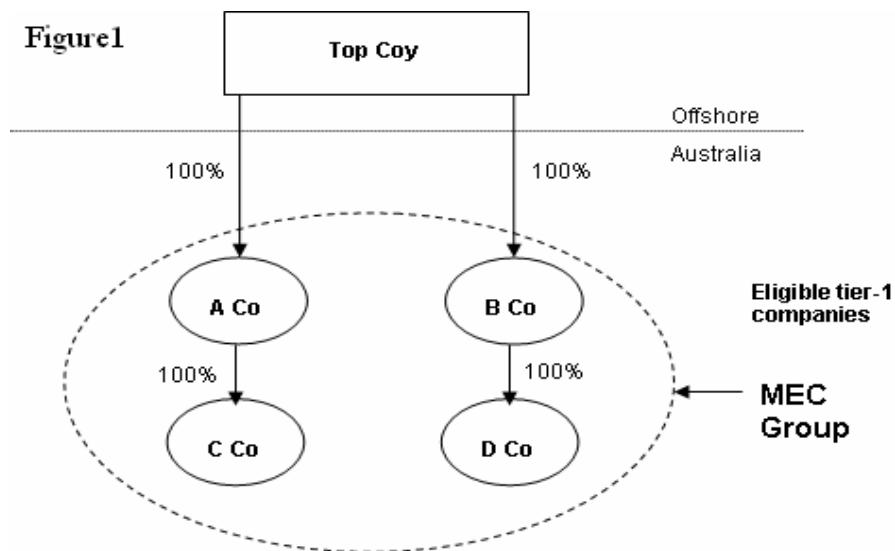 Figure1
Top Coy
Offshore
Australia
100%
100%
A Co
B Co
Eligible tier-1
companies
100%
100%
MEC
Group
C Co
D Co